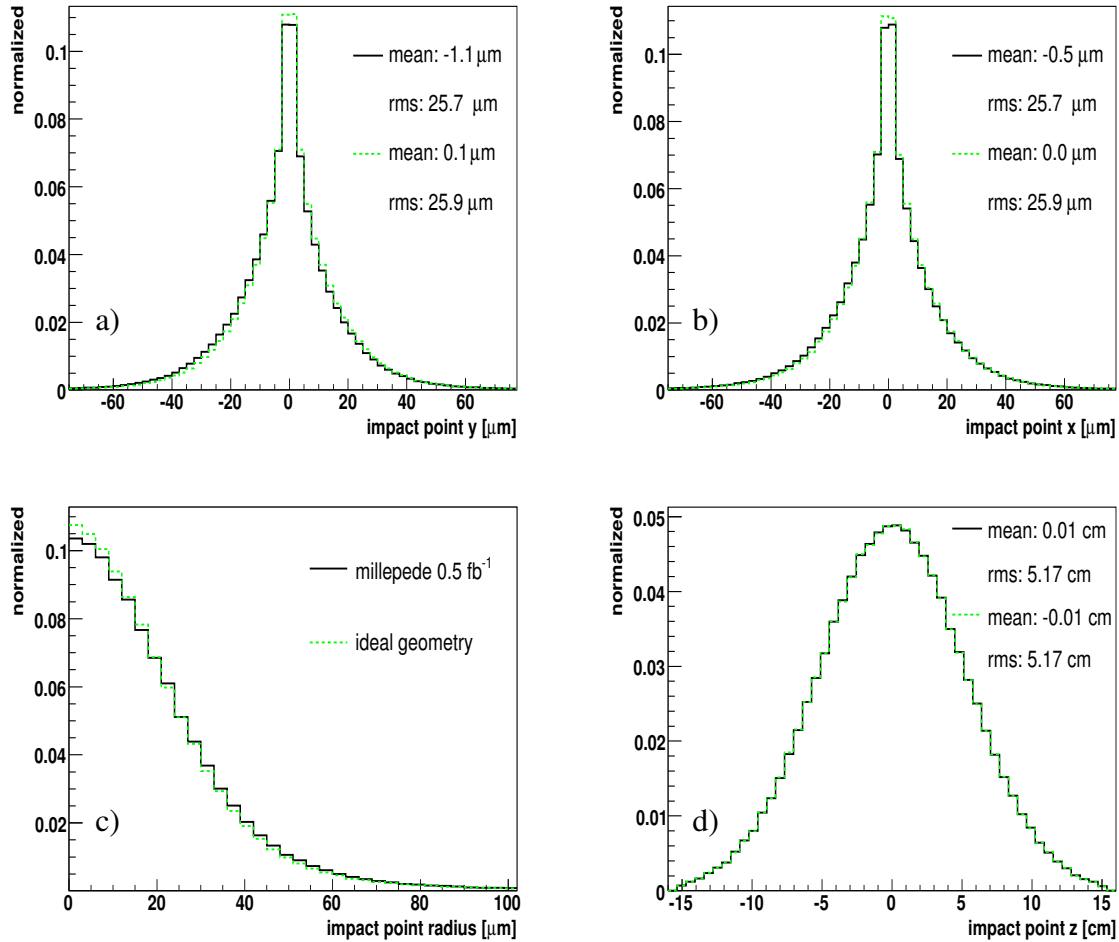 normalized
0.1
0.08
0.06
0.04
0.02
0
-60 -40 -20 0 20 40 60
impact point y [μm]
mean: -1.1 μm
rms: 25.7 μm
mean: 0.1 μm
rms: 25.9 μm
a)
normalized
0.1
0.08
0.06
0.04
0.02
0
-60 -40 -20 0 20 40 60
impact point x [μm]
mean: -0.5 μm
rms: 25.7 μm
mean: 0.0 μm
rms: 25.9 μm
b)
normalized
0.1
0.08
0.06
0.04
0.02
0 20 40 60 80 100
impact point radius [μm]
millepede 0.5 fb⁻¹
ideal geometry
c)
normalized
0.05
0.04
0.03
0.02
0.01
0
-15 -10 -5 0 5 10 15
impact point z [cm]
mean: 0.01 cm
rms: 5.17 cm
mean: -0.01 cm
rms: 5.17 cm
d)